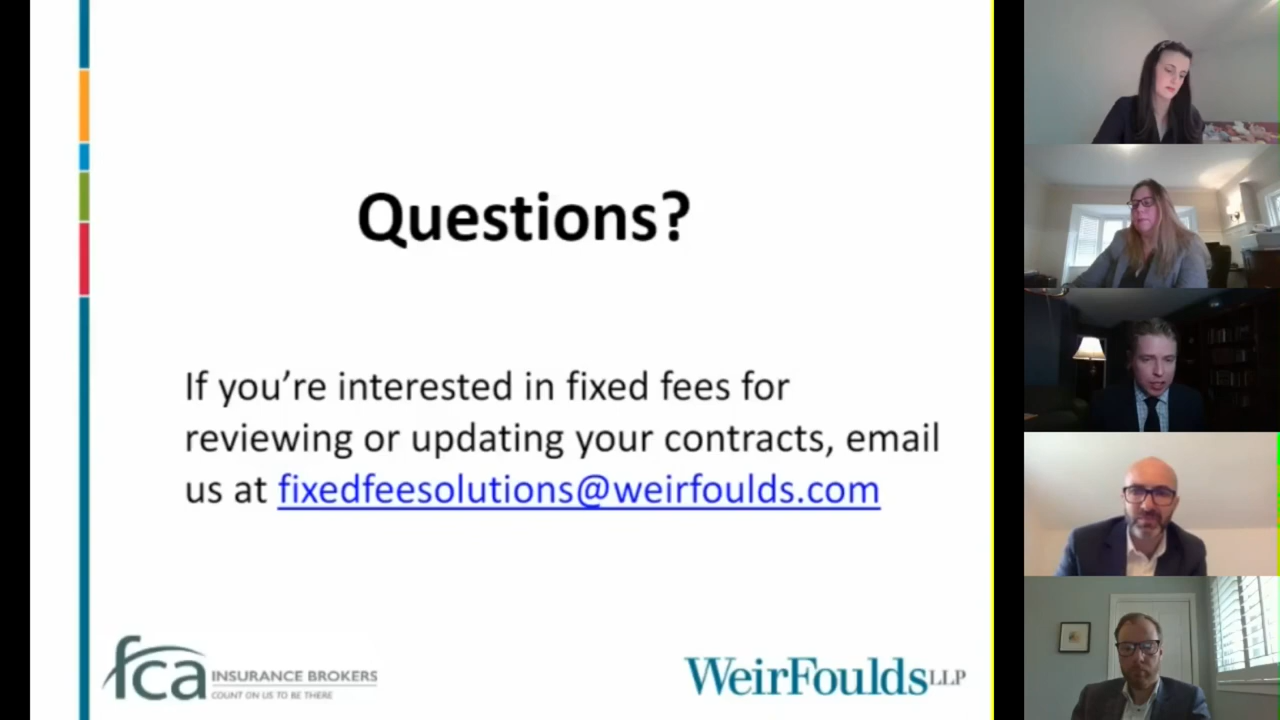 Questions?
If you're interested in fixed fees for
reviewing or updating your contracts, email
us at fixedfeesolutions@weirfoulds.com
fca INSURANCE BROKERS
COUNT ON US TO BE THERE
WeirFoulds LLP